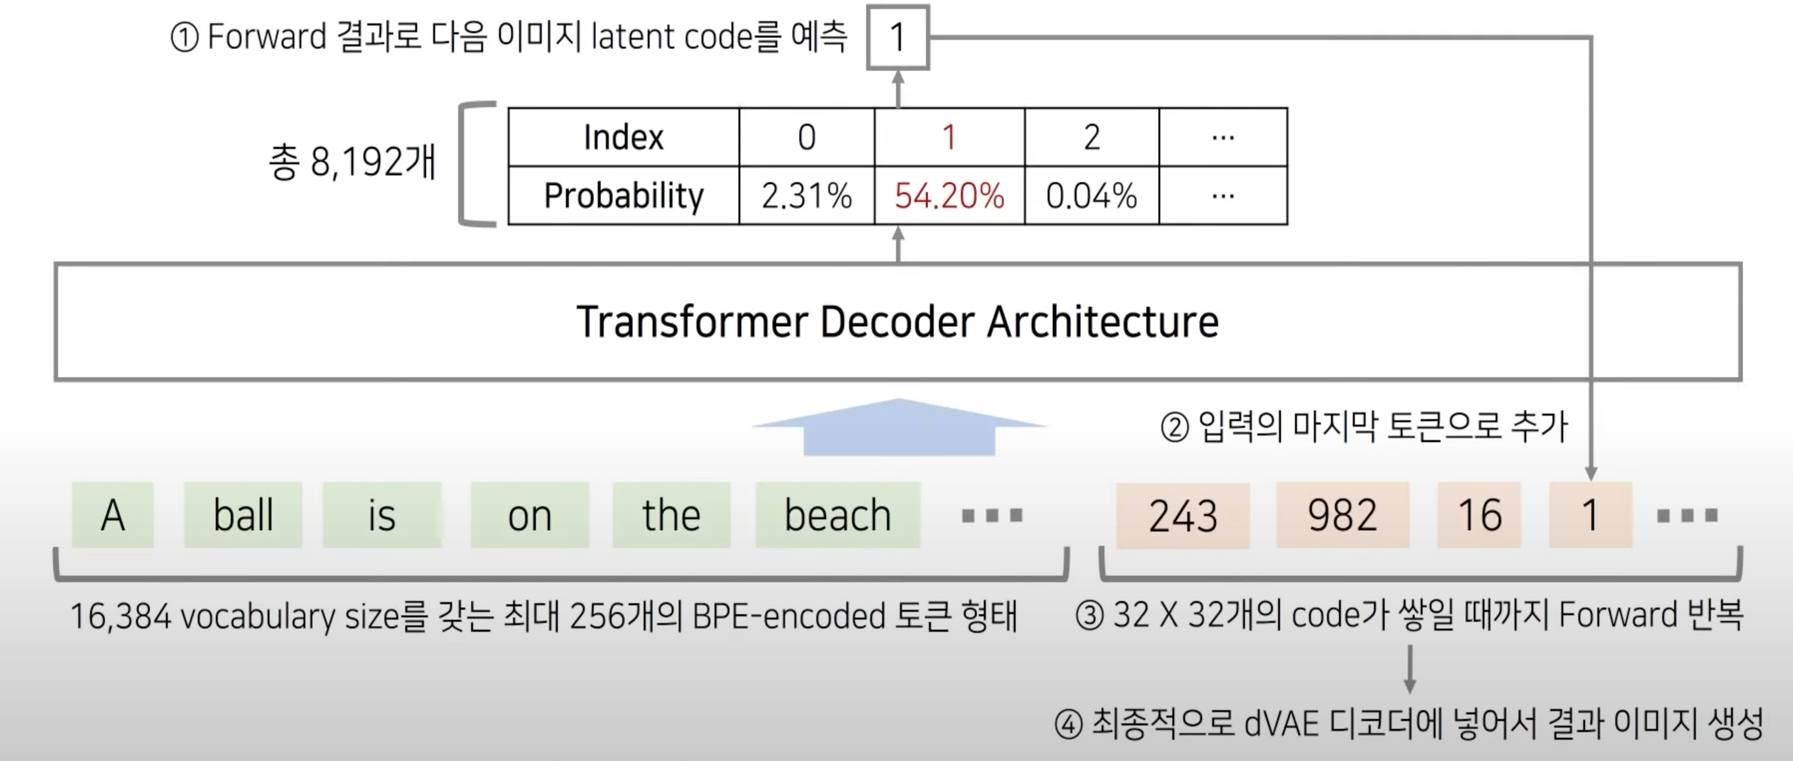 ① Forward 결과로 다음 이미지 latent code를 예측 1
총 8,192개
Index 0 1 2 ...
Probability 2.31% 54.20% 0.04% ...
Transformer Decoder Architecture
② 입력의 마지막 토큰으로 추가
A ball is on the beach ... 243 982 16 1 ...
16,384 vocabulary size를 갖는 최대 256개의 BPE-encoded 토큰 형태
③ 32 X 32개의 code가 쌓일 때까지 Forward 반복
④ 최종적으로 dVAE 디코더에 넣어서 결과 이미지 생성